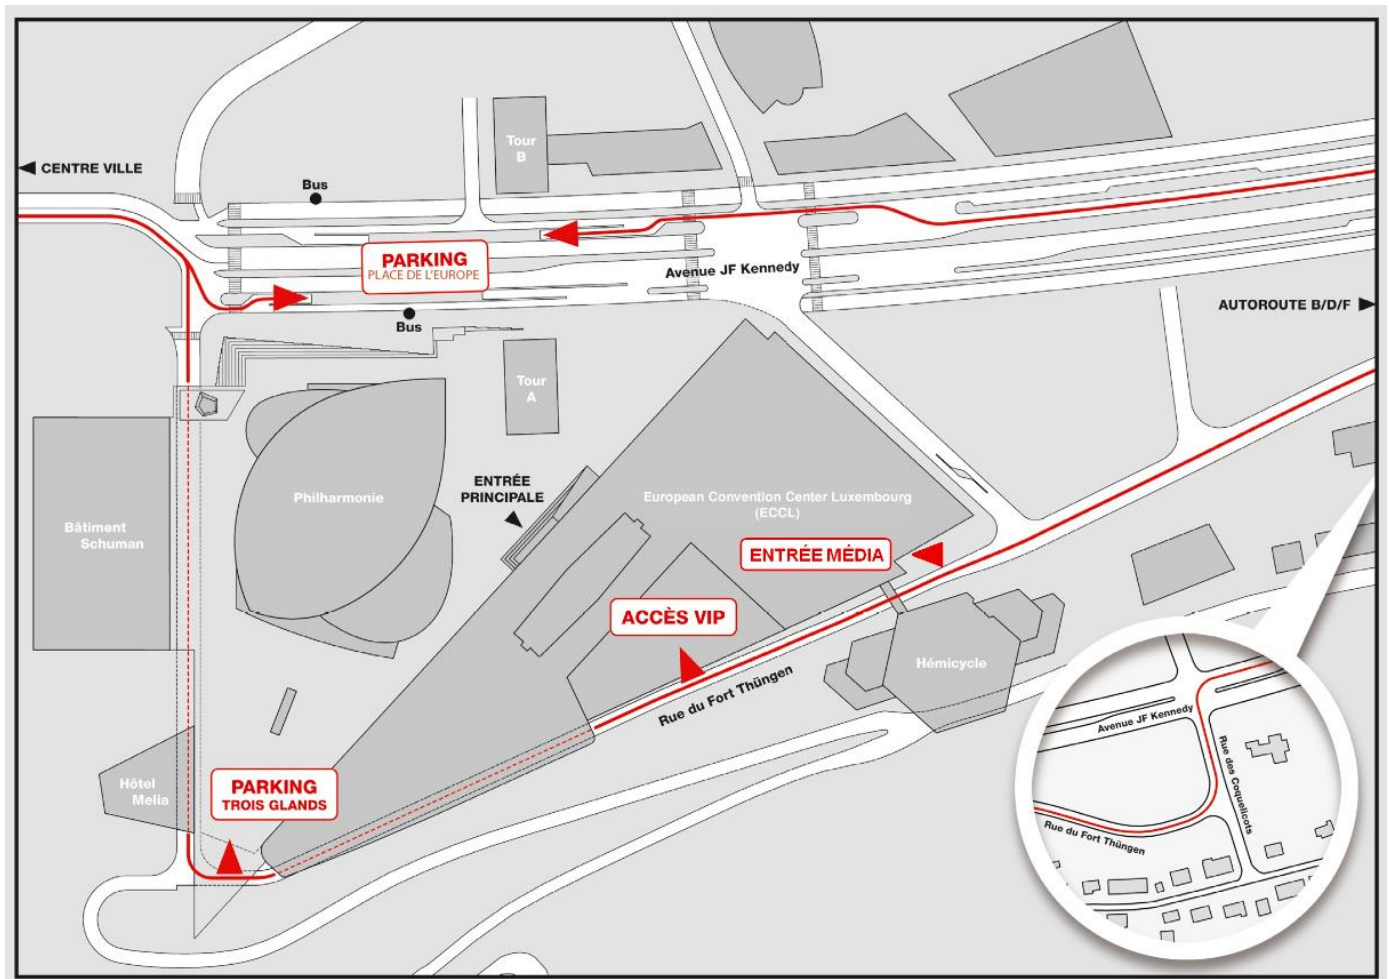 Tour
B
CENTRE VILLE
Bus
PARKING
PLACE DE L'EUROPE
Avenue JF Kennedy
AUTOROUTE B/D/F
Bus
Tour
A
ENTRÉE
PRINCIPALE
Philharmonie
European Convention Center Luxembourg
(ECCL)
Bâtiment
Schuman
ENTRÉE MÉDIA
ACCÈS VIP
Hémicycle
Rue du Fort Thüngen
Avenue JF Kennedy
Rue des Coquelicots
Rue du Fort Thüngen
Hôtel
Melia
PARKING
TROIS GLANDS